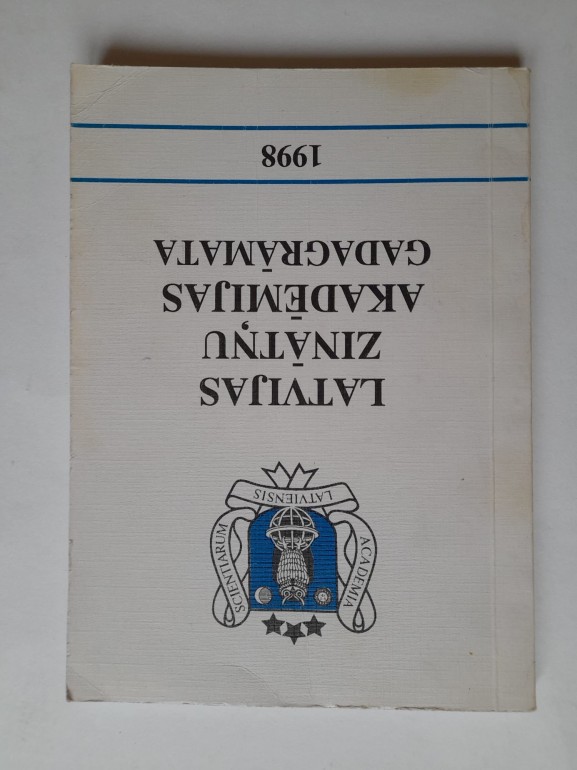 ACADEMIA
SCIENTIARUM
LATVIENSIS
LATVIJAS
ZINĀTŅU
AKADĒMIJAS
GADAGRĀMATA
1998